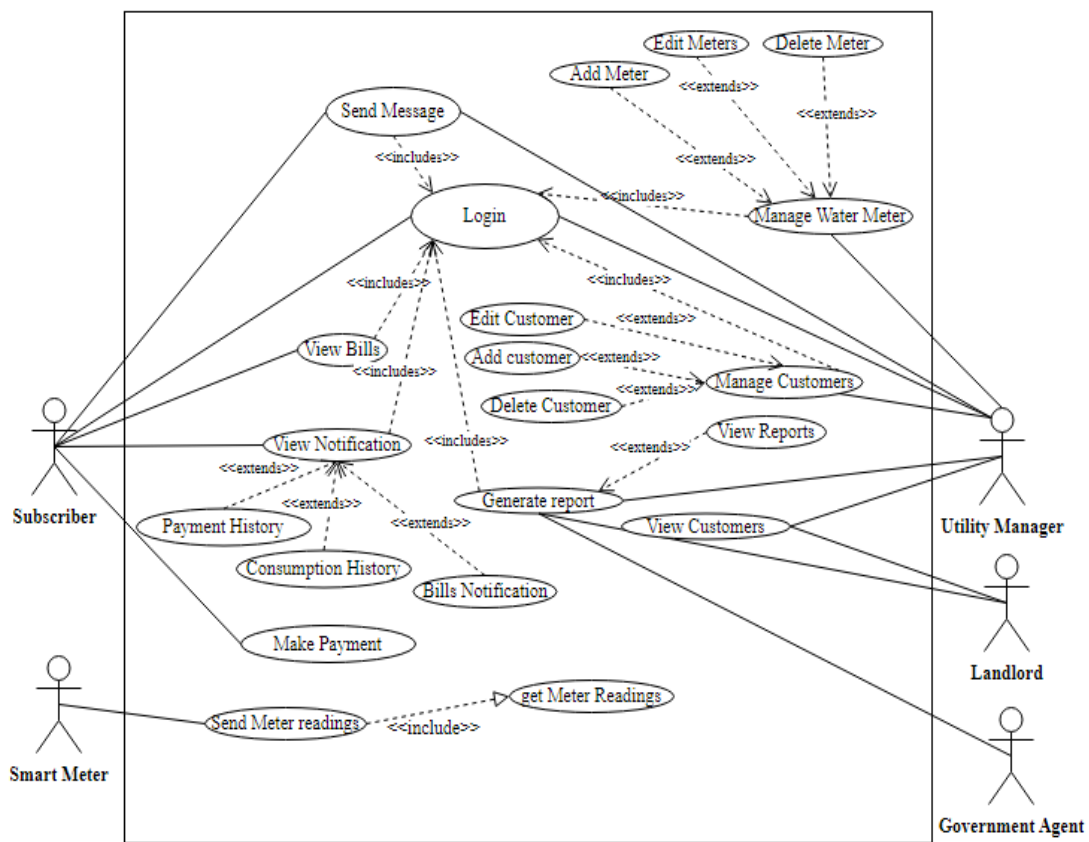 Edit Meters
Delete Meter
Add Meter
<<extends>>
<<extends>>
<<extends>>
Send Message
<<includes>>
<<includes>>
Login
Manage Water Meter
<<includes>>
<<includes>>
Edit Customer
<<extends>>
View Bills
Add customer
<<extends>>
<<includes>>
<<extends>>
Manage Customers
Delete Customer
Subscriber
View Notification
<<includes>>
View Reports
<<extends>>
<<extends>>
Generate report
<<extends>>
<<extends>>
Payment History
View Customers
Utility Manager
Consumption History
Bills Notification
Make Payment
Landlord
get Meter Readings
Send Meter readings
<<include>>
Smart Meter
Government Agent